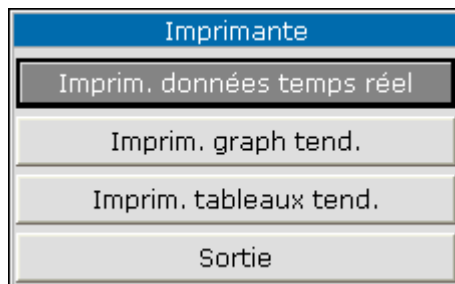 Imprimante
Imprim. données temps réel
Imprim. graph tend.
Imprim. tableaux tend.
Sortie